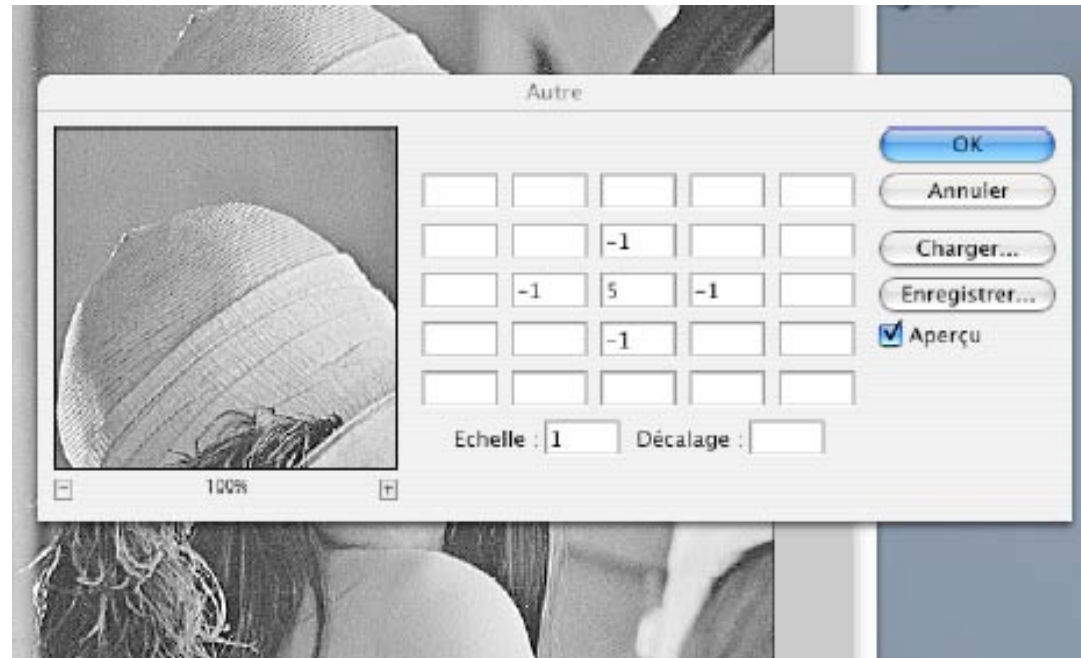 Autre
OK
Annuler
-1
Charger...
-1 5 -1
Enregistrer...
-1
Aperçu
Echelle : 1 Décalage :
- 100% +